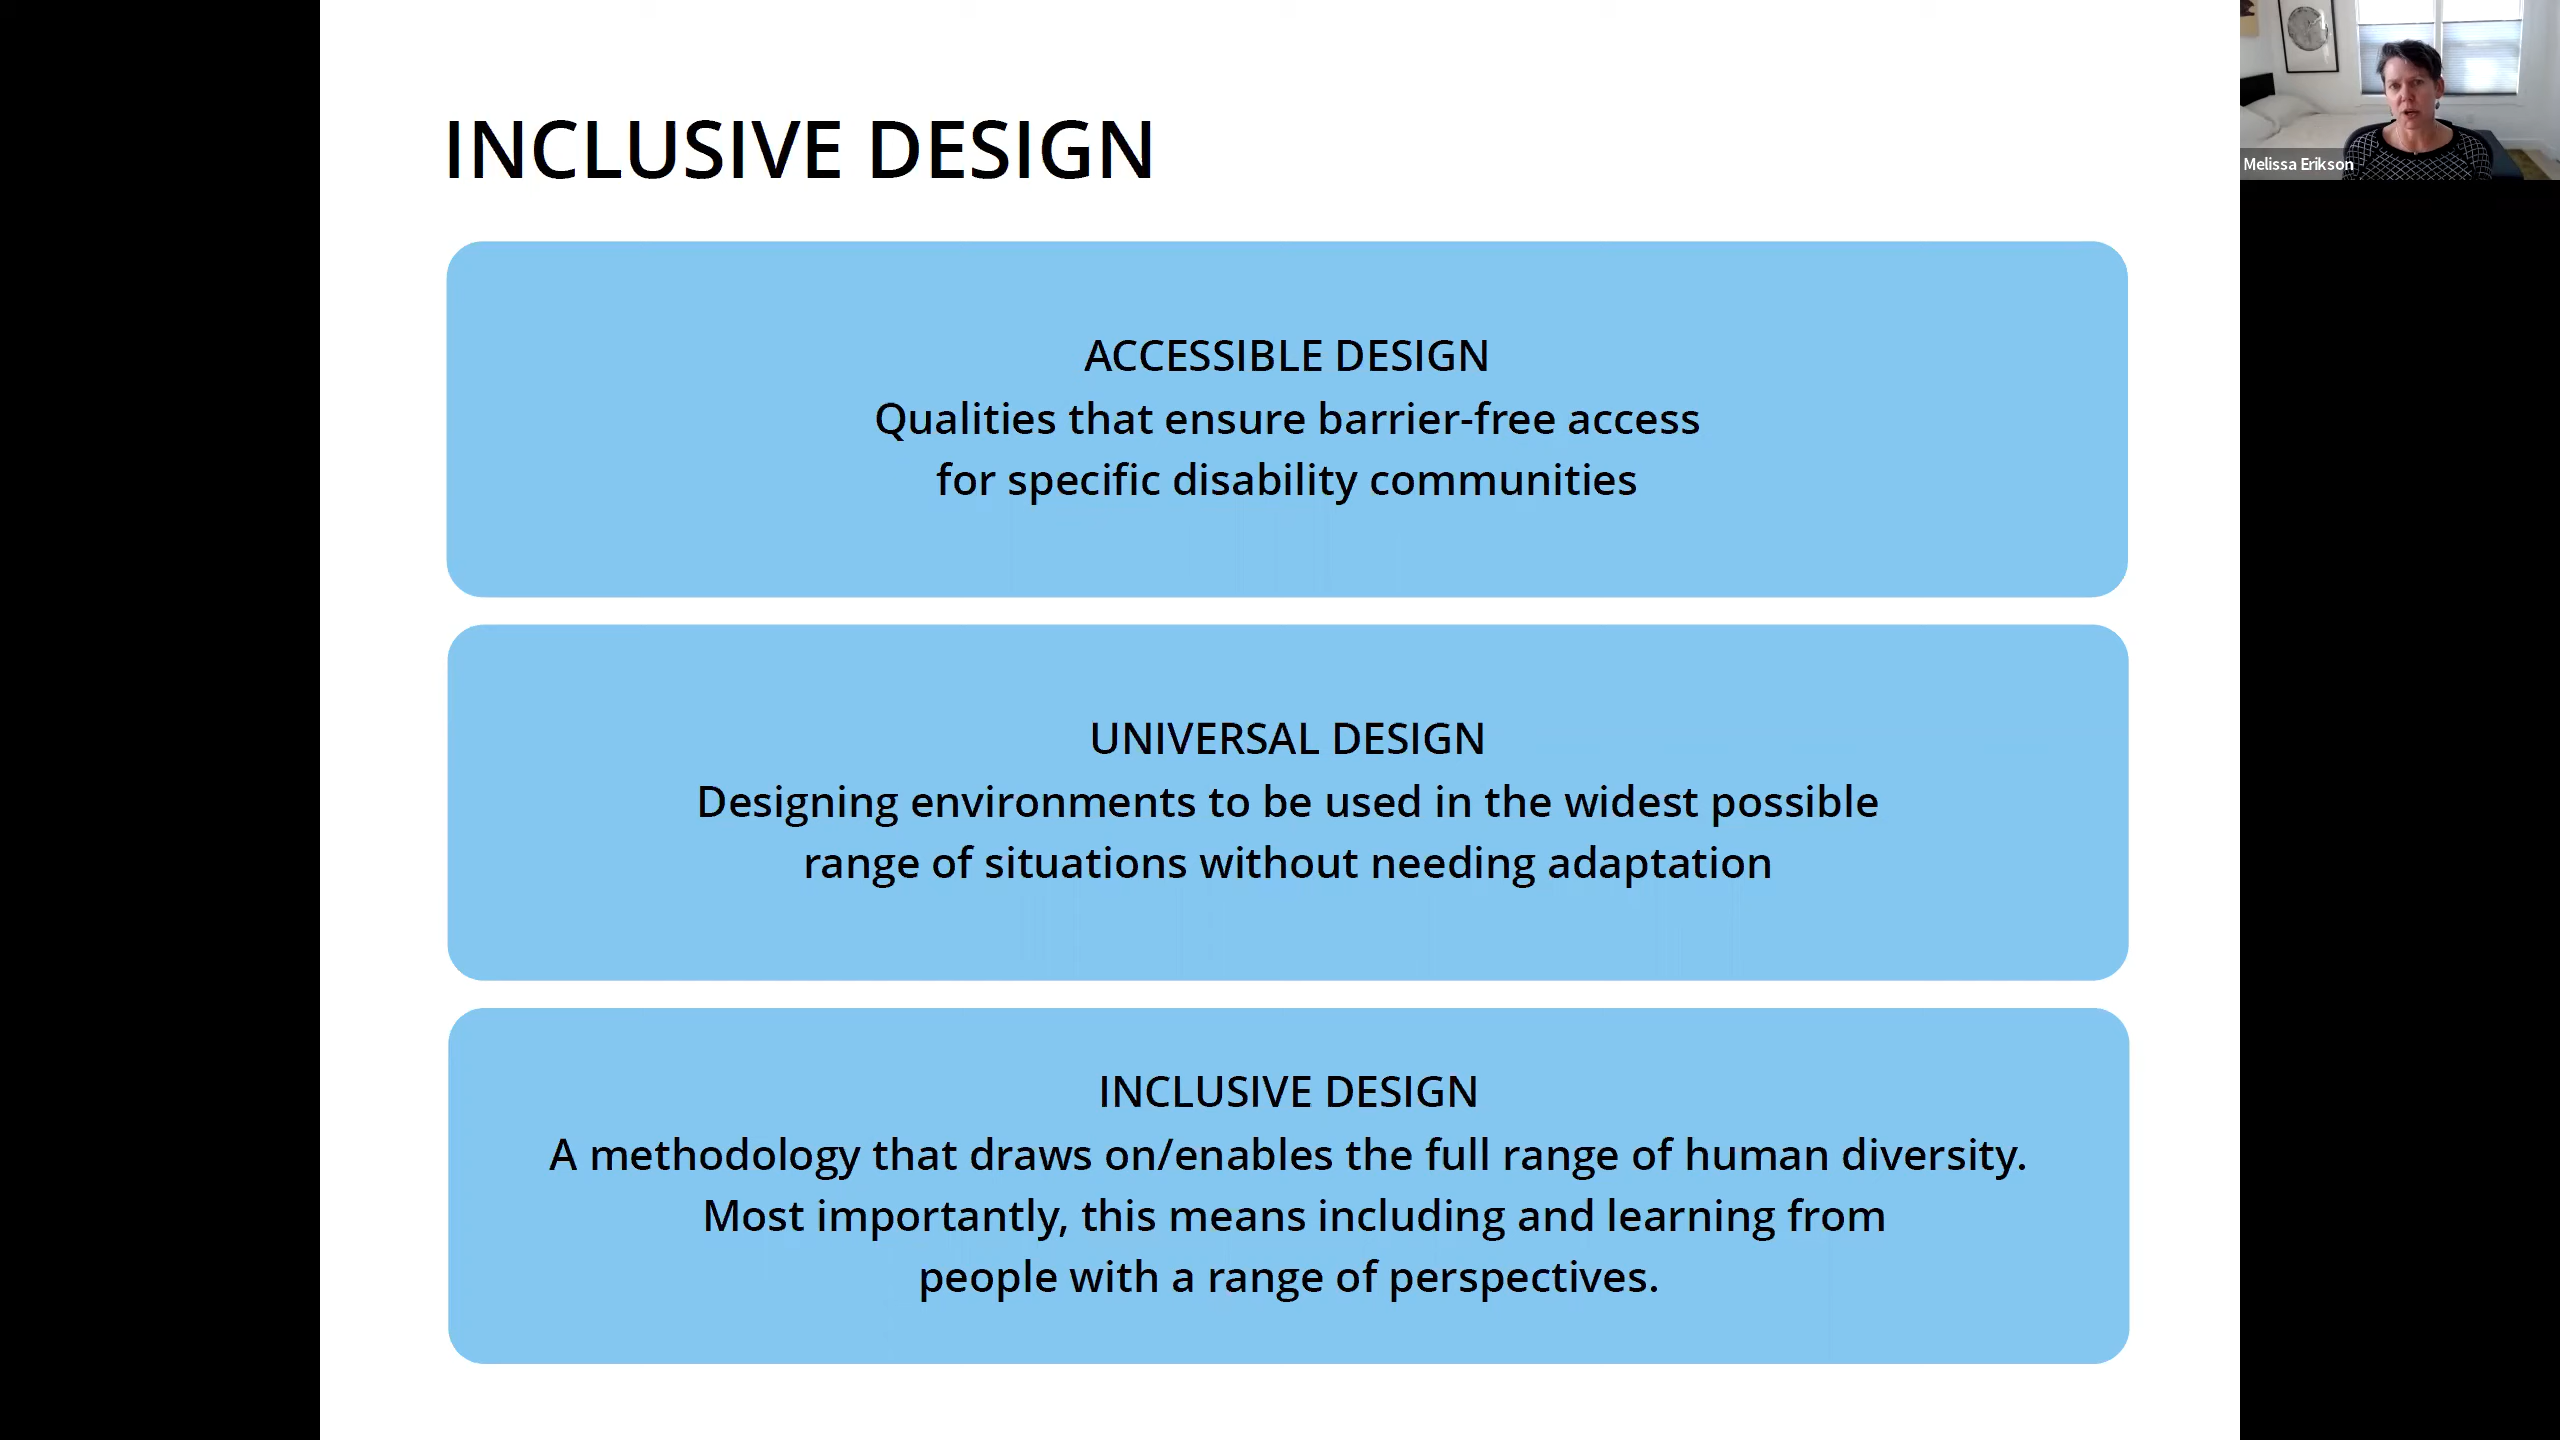 INCLUSIVE DESIGN
ACCESSIBLE DESIGN
Qualities that ensure barrier-free access
for specific disability communities
UNIVERSAL DESIGN
Designing environments to be used in the widest possible
range of situations without needing adaptation
INCLUSIVE DESIGN
A methodology that draws on/enables the full range of human diversity.
Most importantly, this means including and learning from
people with a range of perspectives.
Melissa Erikson